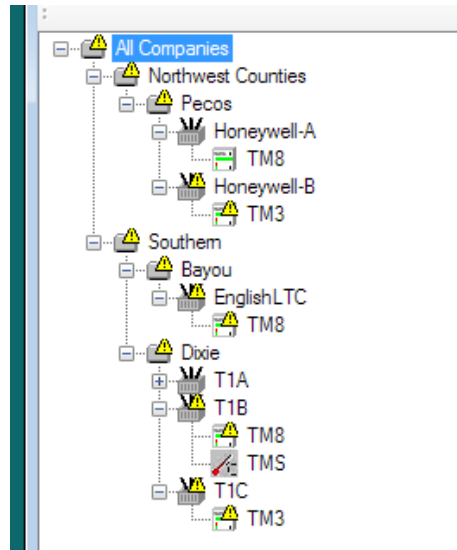 All Companies
Northwest Counties
Pecos
Honeywell-A
TM8
Honeywell-B
TM3
Southern
Bayou
EnglishLTC
TM8
Dixie
T1A
T1B
TM8
TMS
T1C
TM3